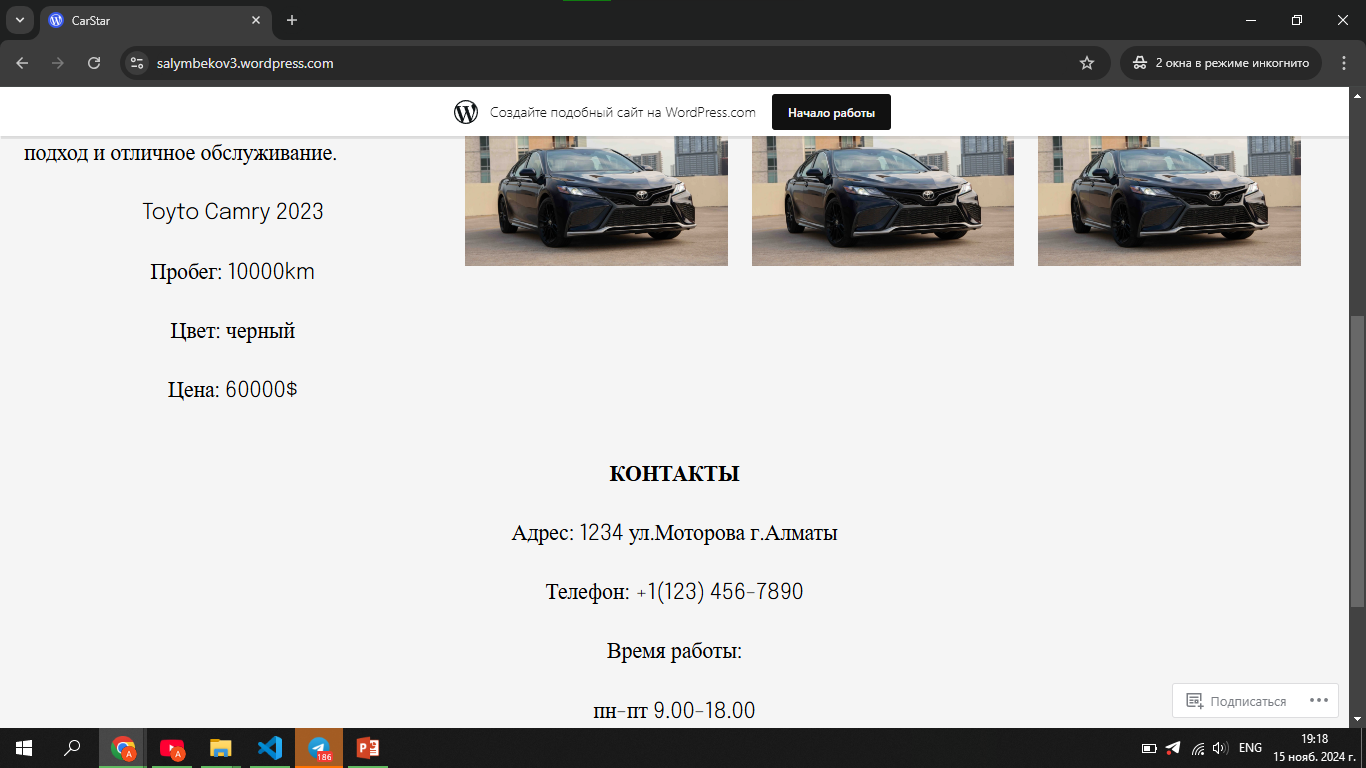 CarStar
salymbekov3.wordpress.com
2 окна в режиме инкогнито
Создайте подобный сайт на WordPress.com
Начало работы
подход и отличное обслуживание.
Toyto Camry 2023
Пробег: 10000km
Цвет: черный
Цена: 60000$
КОНТАКТЫ
Адрес: 1234 ул.Моторова г.Алматы
Телефон: +1(123) 456-7890
Время работы:
пн-пт 9.00-18.00
Подписаться
186
ENG
19:18
15 нояб. 2024 г.